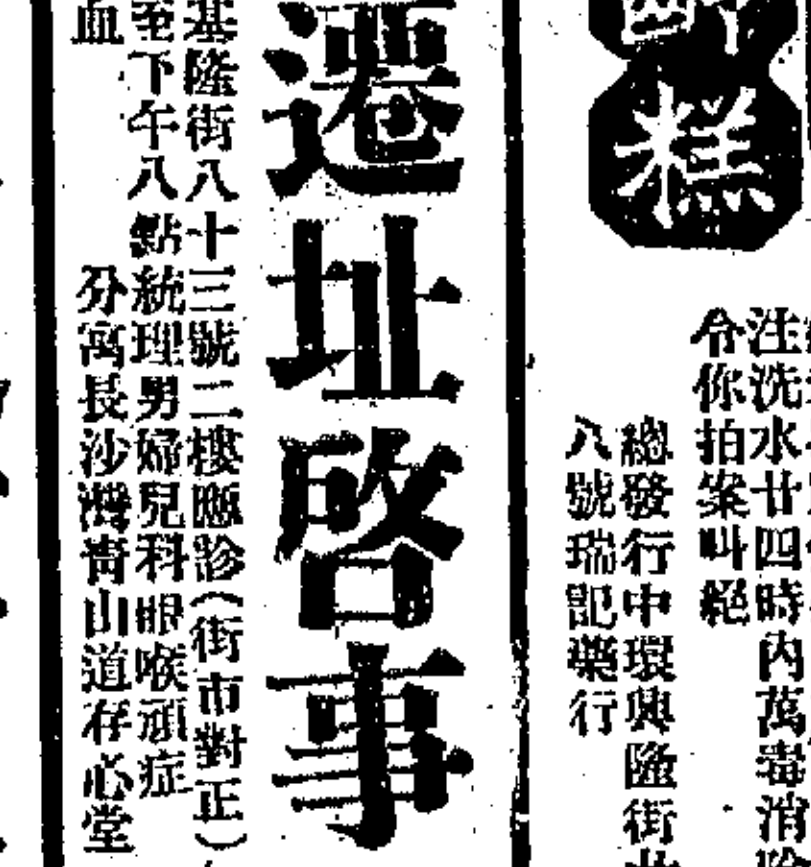 糕
注洗水廿四時內萬毒消
令你拍案叫絕
總發行中環興隆街
八號瑞記藥行
遷址啓事
基隆街八十三號二樓應診(街市對正)
至下午八點統理男婦兒科眼喉頑症
血
分寓長沙灣靑山道存心堂